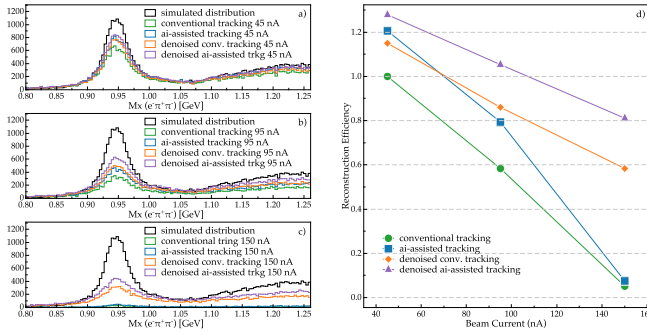 a)
simulated distribution
conventional tracking 45 nA
ai-assisted tracking 45 nA
denoised conv. tracking 45 nA
denoised ai-assisted trkg 45 nA
1200
1000
800
600
400
200
0
0.80 0.85 0.90 0.95 1.00 1.05 1.10 1.15 1.20 1.25
Mx (e⁻π⁺π⁻) [GeV]
b)
simulated distribution
conventional tracking 95 nA
ai-assisted tracking 95 nA
denoised conv. tracking 95 nA
denoised ai-assisted trkg 95 nA
1200
1000
800
600
400
200
0
0.80 0.85 0.90 0.95 1.00 1.05 1.10 1.15 1.20 1.25
Mx (e⁻π⁺π⁻) [GeV]
c)
simulated distribution
conventional tring 150 nA
ai-assisted tracking 150 nA
denoised conv. tracking 150 nA
denoised ai-assisted trkg 150 nA
1200
1000
800
600
400
200
0
0.80 0.85 0.90 0.95 1.00 1.05 1.10 1.15 1.20 1.25
Mx (e⁻π⁺π⁻) [GeV]
d)
Reconstruction Efficiency
1.2
1.0
0.8
0.6
0.4
0.2
0.0
conventional tracking
ai-assisted tracking
denoised conv. tracking
denoised ai-assisted tracking
40 60 80 100 120 140 160
Beam Current (nA)